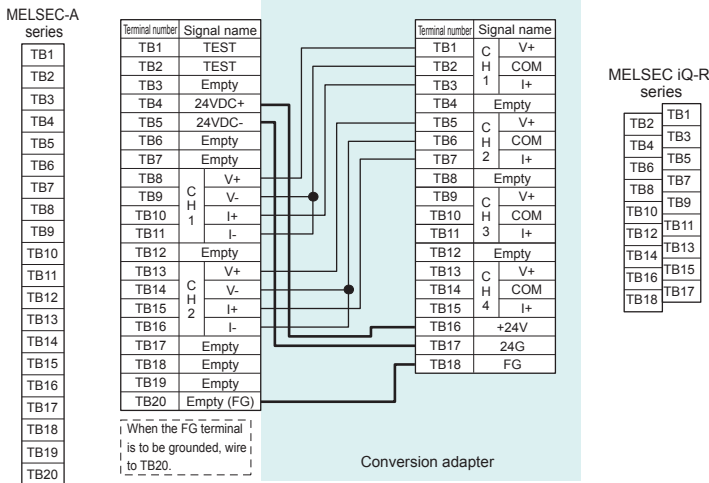 MELSEC-A
series
TB1
TB2
TB3
TB4
TB5
TB6
TB7
TB8
TB9
TB10
TB11
TB12
TB13
TB14
TB15
TB16
TB17
TB18
TB19
TB20
Terminal number Signal name
TB1 TEST
TB2 TEST
TB3 Empty
TB4 24VDC+
TB5 24VDC-
TB6 Empty
TB7 Empty
CH1
TB8 V+
TB9 V-
TB10 I+
TB11 I-
TB12 Empty
CH2
TB13 V+
TB14 V-
TB15 I+
TB16 I-
TB17 Empty
TB18 Empty
TB19 Empty
TB20 Empty (FG)
When the FG terminal
is to be grounded, wire
to TB20.
Terminal number Signal name
CH1
TB1 V+
TB2 COM
TB3 I+
TB4 Empty
CH2
TB5 V+
TB6 COM
TB7 I+
TB8 Empty
CH3
TB9 V+
TB10 COM
TB11 I+
TB12 Empty
CH4
TB13 V+
TB14 COM
TB15 I+
TB16 +24V
TB17 24G
TB18 FG
Conversion adapter
MELSEC iQ-R
series
TB1
TB2
TB3
TB4
TB5
TB6
TB7
TB8
TB9
TB10
TB11
TB12
TB13
TB14
TB15
TB16
TB17
TB18